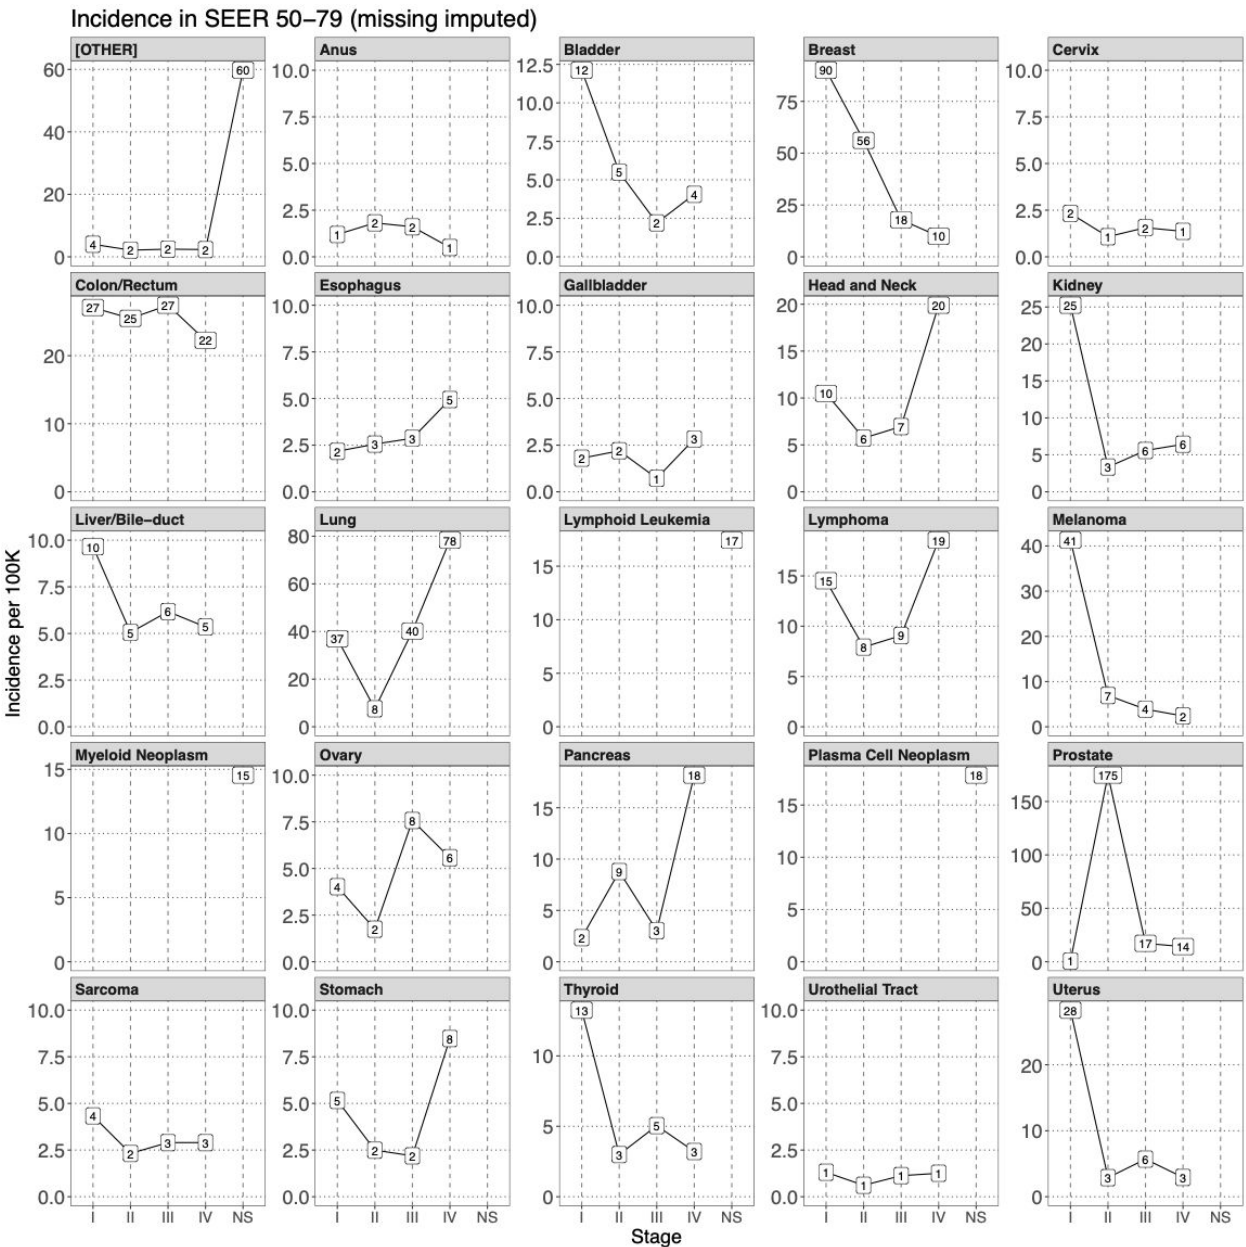 Incidence in SEER 50−79 (missing imputed)
[OTHER] Anus Bladder Breast Cervix
60 40 20 0
60 4 2 2 2
10.0 7.5 5.0 2.5 0.0
1 2 2 1
12.5 10.0 7.5 5.0 2.5 0.0
12 5 2 4
75 50 25 0
90 56 18 10
10.0 7.5 5.0 2.5 0.0
2 1 2 1
Colon/Rectum Esophagus Gallbladder Head and Neck Kidney
20 10 0
27 25 27 22
10.0 7.5 5.0 2.5 0.0
2 3 3 5
10.0 7.5 5.0 2.5 0.0
2 2 1 3
20 15 10 5 0
10 6 7 20
25 20 15 10 5 0
25 3 6 6
Liver/Bile−duct Lung Lymphoid Leukemia Lymphoma Melanoma
10.0 7.5 5.0 2.5 0.0
10 5 6 5
80 60 40 20 0
37 8 40 78
15 10 5 0
17
15 10 5 0
15 8 9 19
40 30 20 10 0
41 7 4 2
Myeloid Neoplasm Ovary Pancreas Plasma Cell Neoplasm Prostate
15 10 5 0
15
10.0 7.5 5.0 2.5 0.0
4 2 8 6
15 10 5 0
2 9 3 18
15 10 5 0
18
150 100 50 0
1 175 17 14
Sarcoma Stomach Thyroid Urothelial Tract Uterus
10.0 7.5 5.0 2.5 0.0
4 2 3 3
10.0 7.5 5.0 2.5 0.0
5 2 2 8
10 5 0
13 3 5 3
10.0 7.5 5.0 2.5 0.0
1 1 1 1
20 10 0
28 3 6 3
I II III IV NS I II III IV NS I II III IV NS I II III IV NS I II III IV NS
Stage
Incidence per 100K